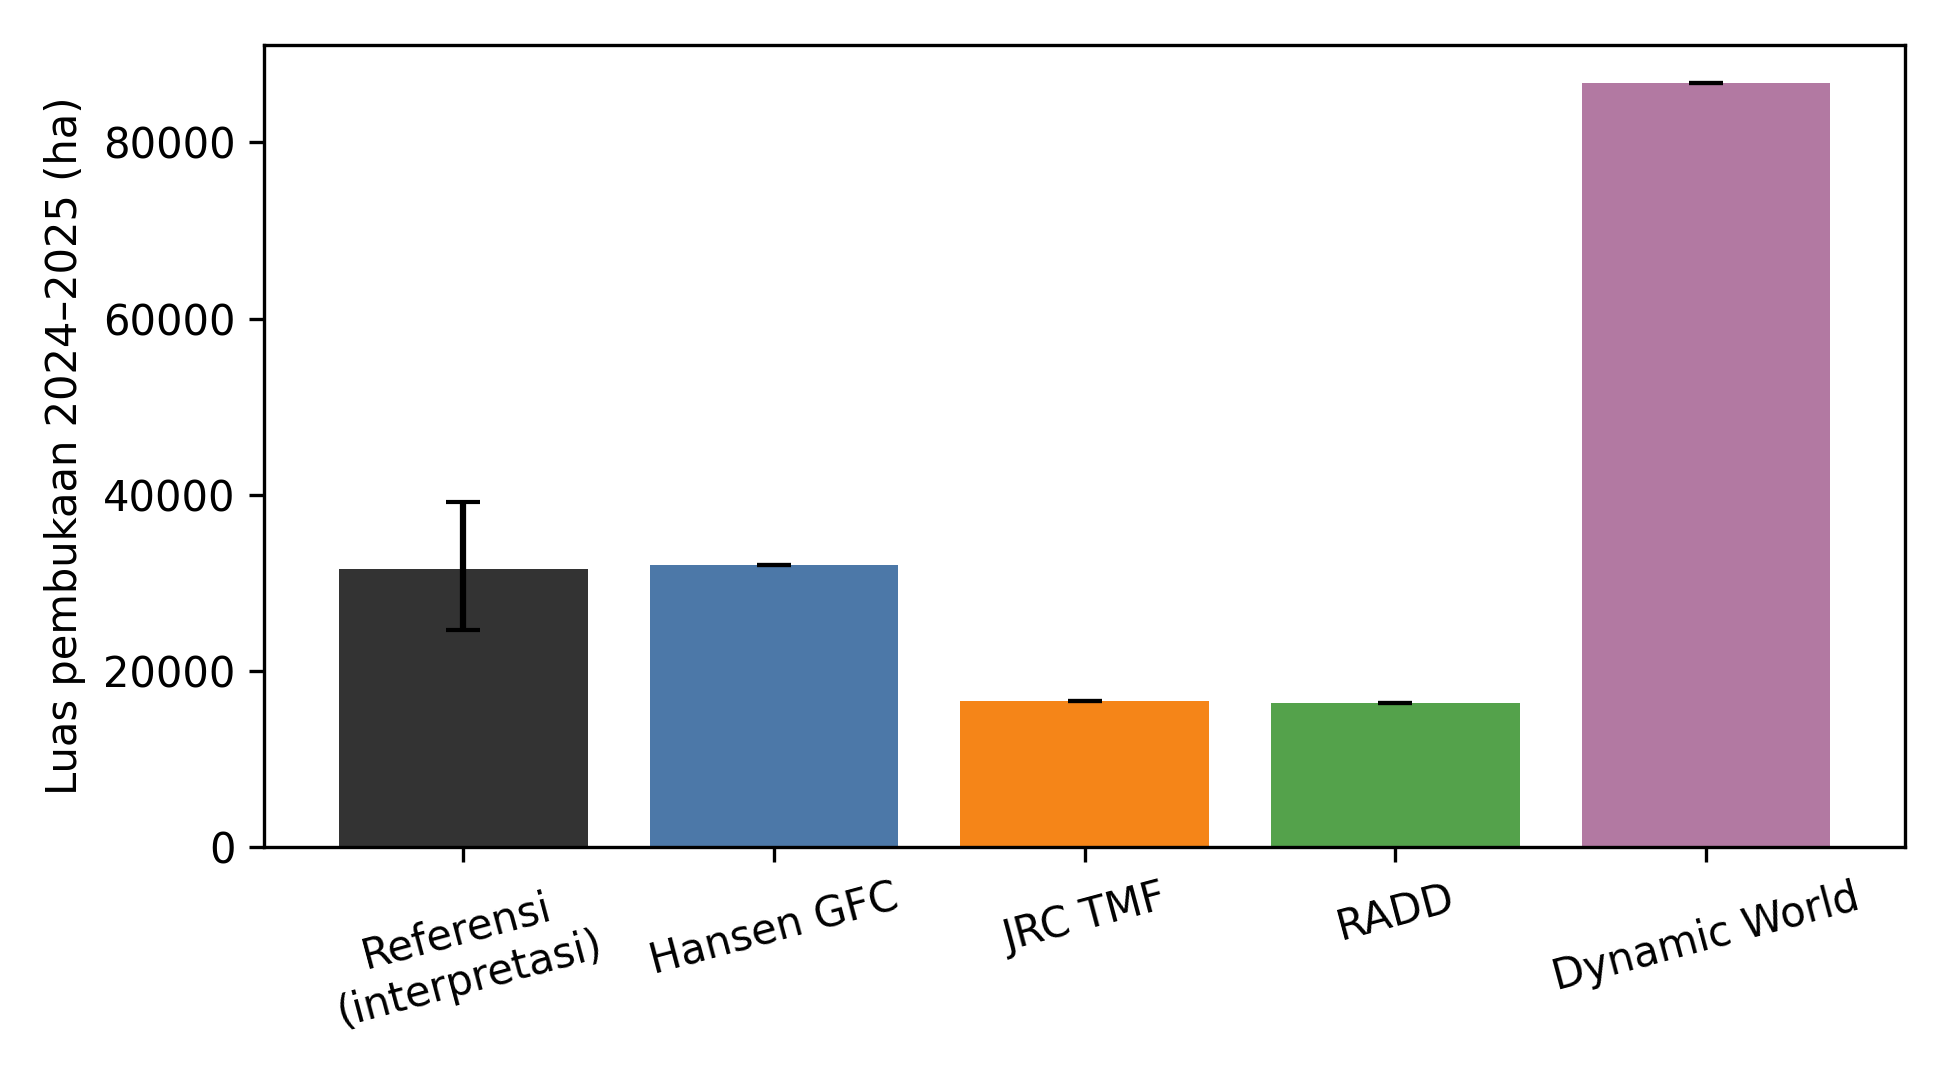 Luas pembukaan 2024–2025 (ha)
80000
60000
40000
20000
0
Referensi
(interpretasi)
Hansen GFC
JRC TMF
RADD
Dynamic World